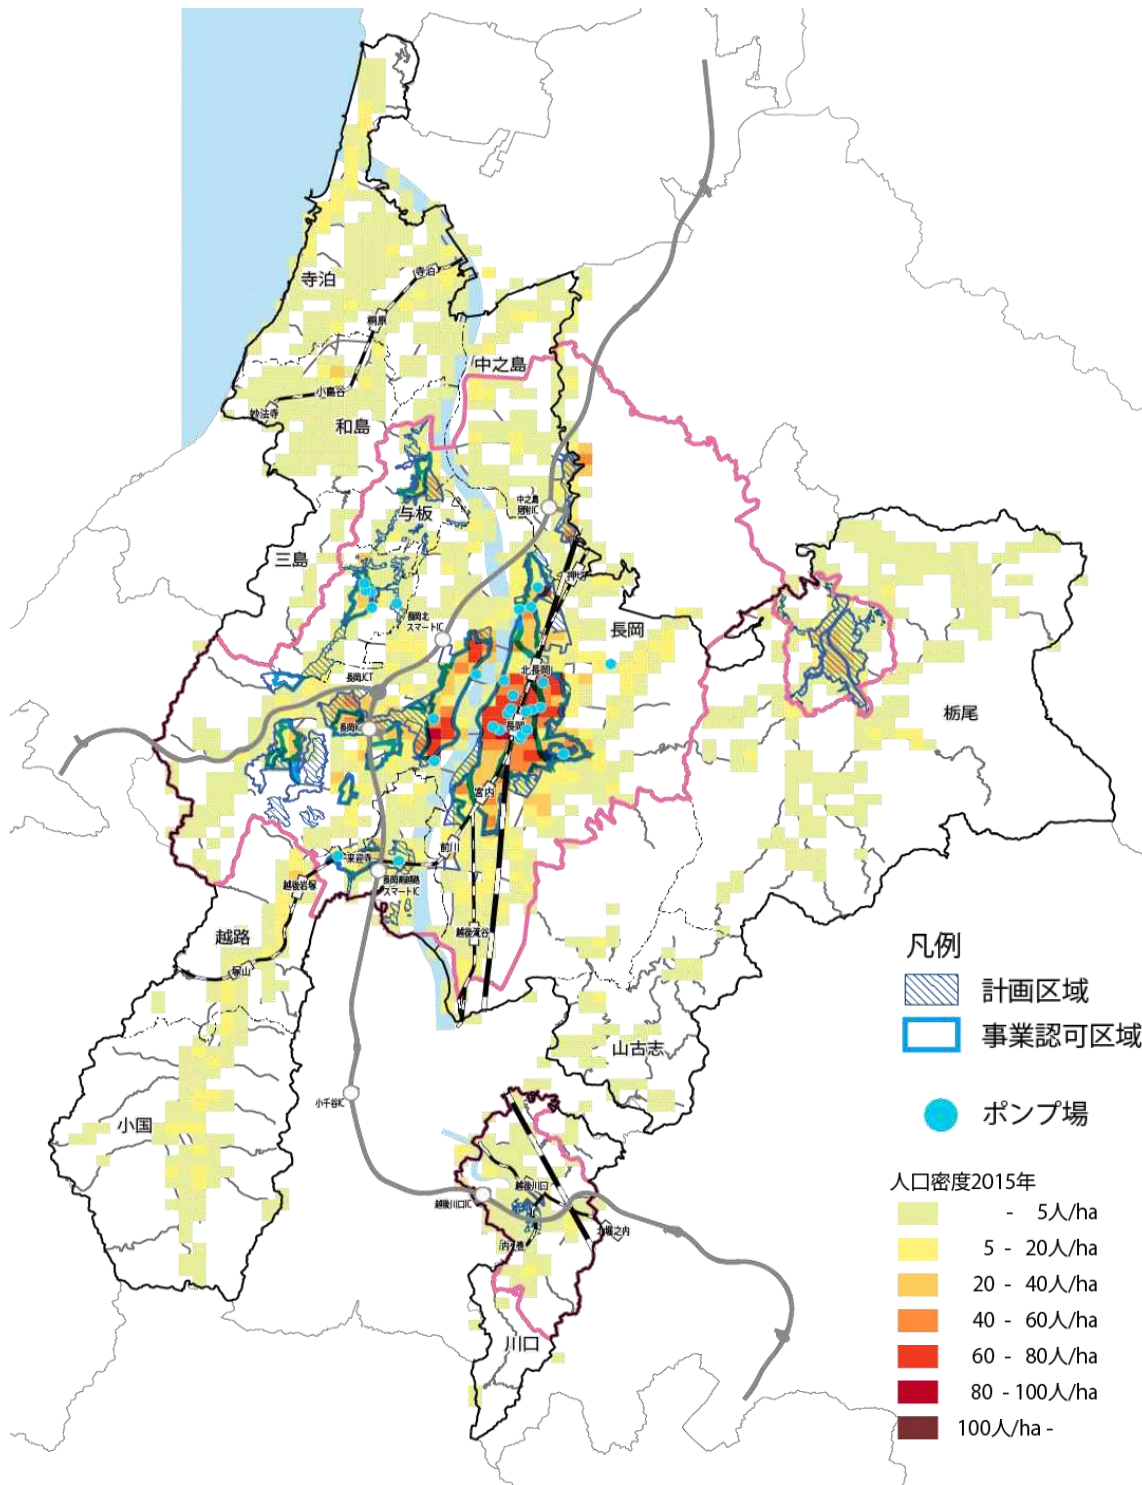 寺泊
寺泊
桐原
中之島
小島谷
妙法寺
和島
中之島
見附IC
与板
三島
押切
長岡北
スマートIC
長岡
北長岡
長岡JCT
長岡IC
長岡
栃尾
宮内
前川
来迎寺
越後岩塚
長岡南越路
スマートIC
越後滝谷
越路
塚山
山古志
小千谷IC
小国
越後川口
越後川口IC
内ヶ巻
川口
凡例
計画区域
事業認可区域
ポンプ場
人口密度2015年
- 5人/ha
5 - 20人/ha
20 - 40人/ha
40 - 60人/ha
60 - 80人/ha
80 - 100人/ha
100人/ha -